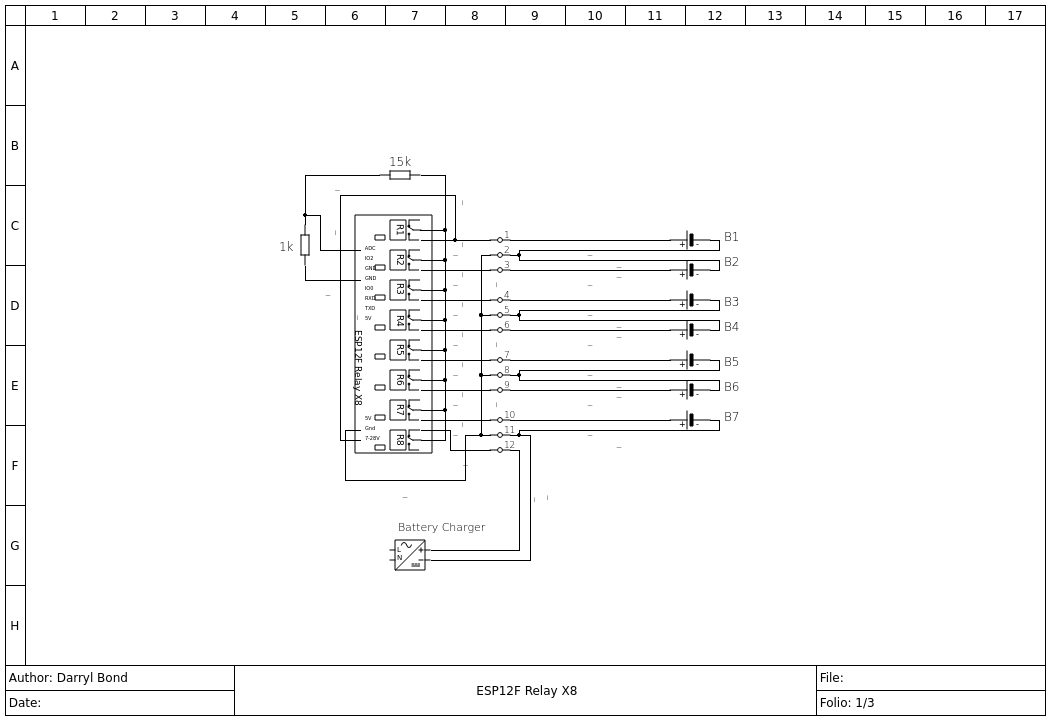 1 2 3 4 5 6 7 8 9 10 11 12 13 14 15 16 17
A
B
C
D
E
F
G
H
15k
1k
ADC
IO2
GND
GND
IO0
RXD
TXD
5V
5V
Gnd
7-28V
ESP12F Relay X8
R1
R2
R3
R4
R5
R6
R7
R8
1
2
3
4
5
6
7
8
9
10
11
12
+ - B1
+ - B2
+ - B3
+ - B4
+ - B5
+ - B6
+ - B7
Battery Charger
L +
N -
Author: Darryl Bond
Date:
ESP12F Relay X8
File:
Folio: 1/3